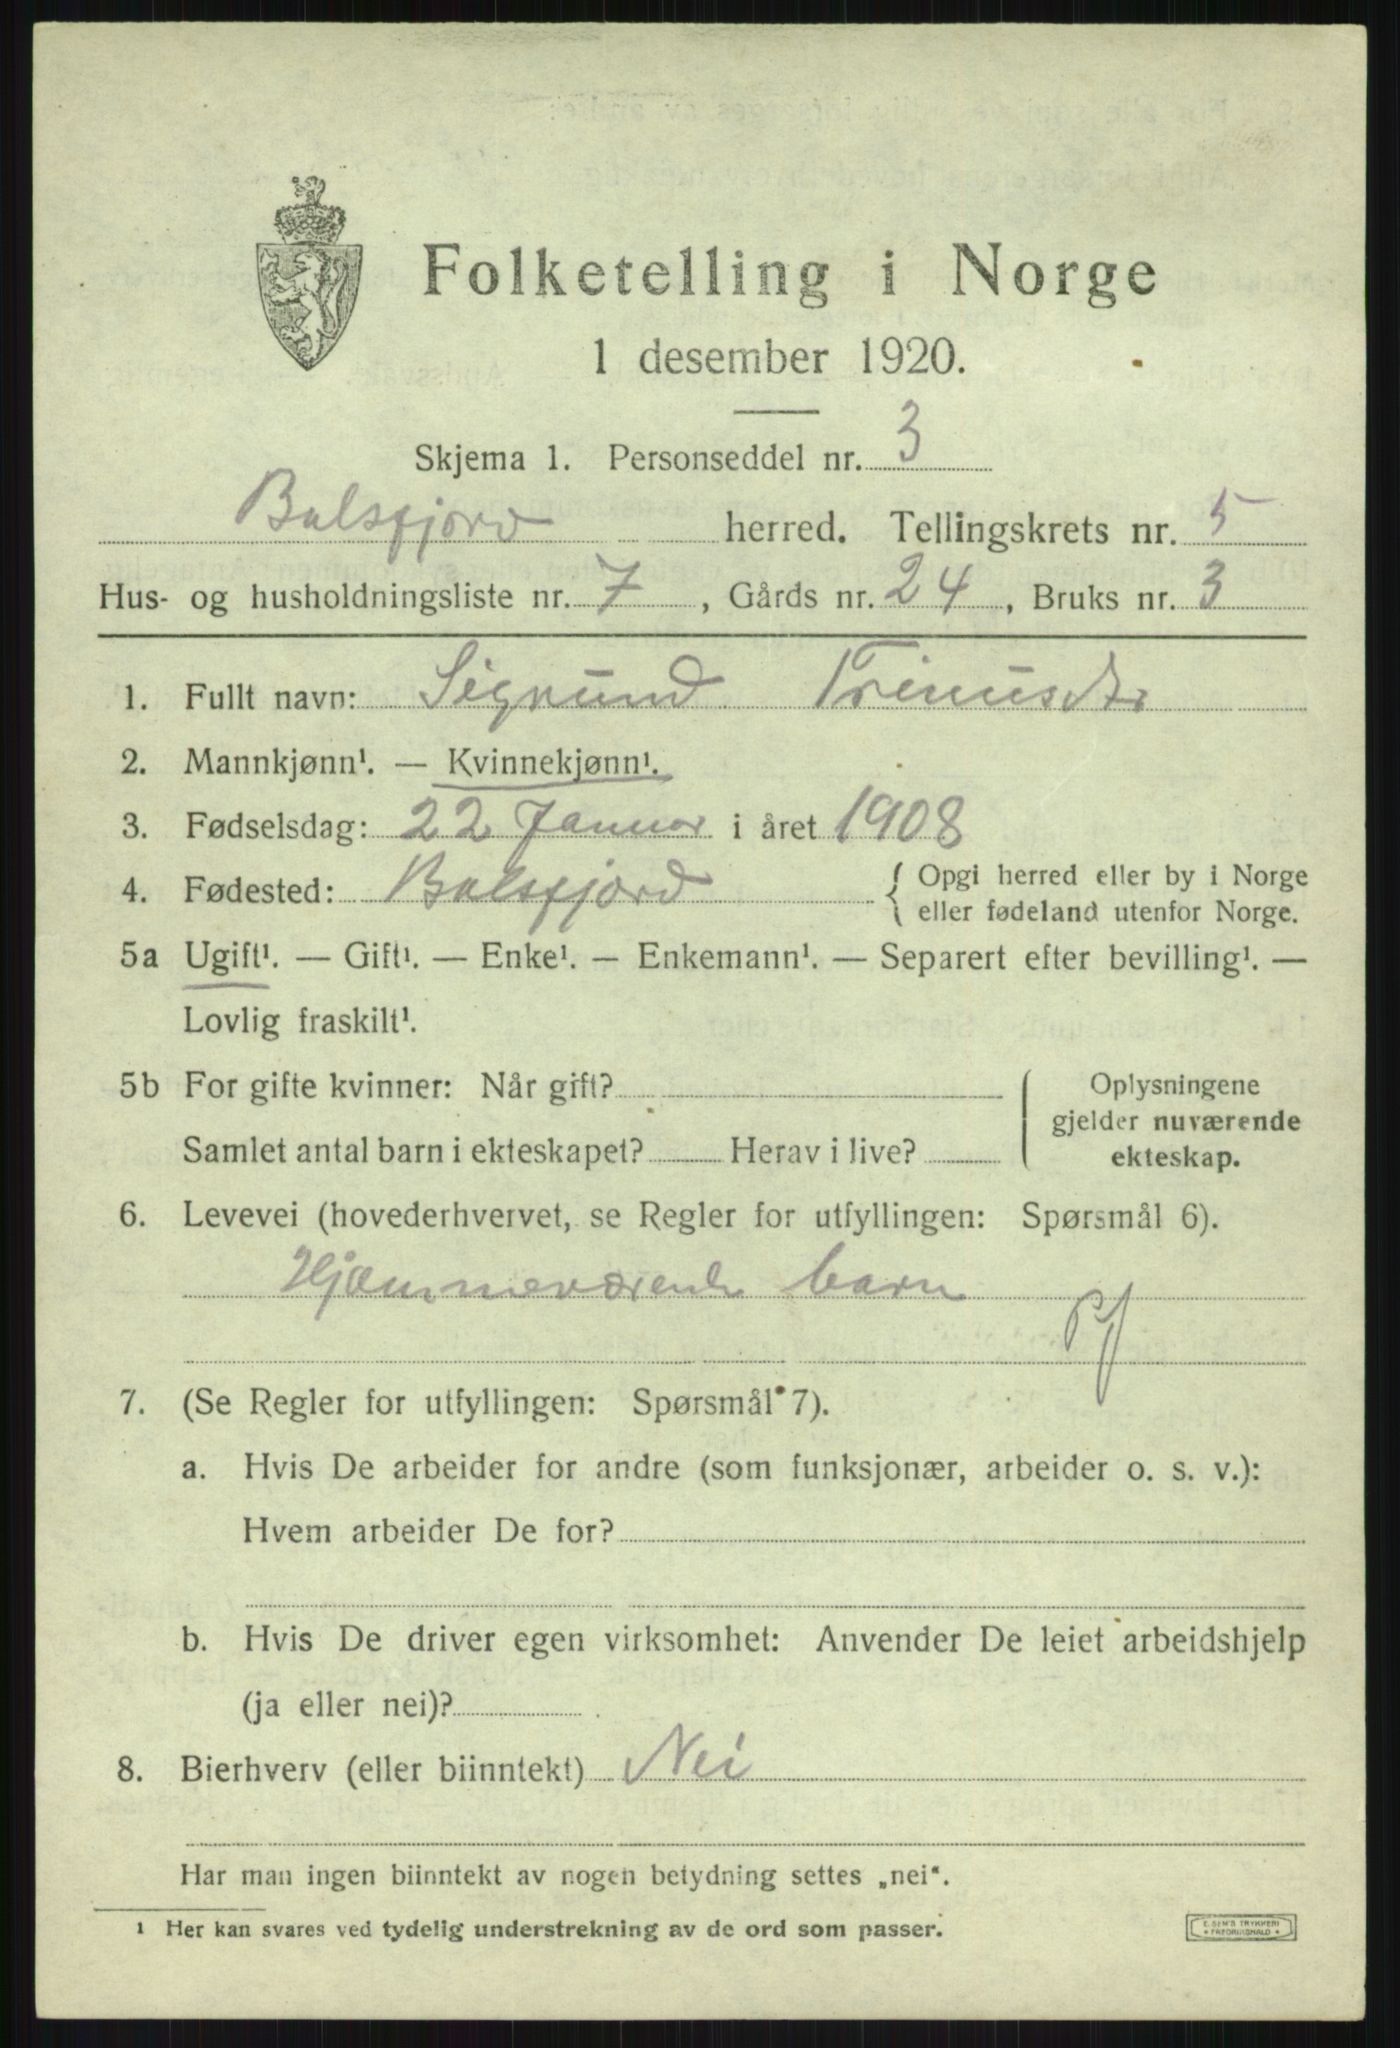 Folketelling i Norge
1 desember 1920.
Skjema 1. Personseddel nr. 3
Balsfjord herred. Tellingskrets nr. 5
Hus- og husholdningsliste nr. 7, Gårds nr. 24, Bruks nr. 3
1. Fullt navn: Sigrund
2. Mannkjønn¹. — Kvinnekjønn¹.
3. Fødselsdag: 22 Januar i året 1908
4. Fødested: Balsfjord { Opgi herred eller by i Norge
eller fødeland utenfor Norge.
5a Ugift¹. — Gift¹. — Enke¹. — Enkemann¹. — Separert efter bevilling¹. —
Lovlig fraskilt¹.
5b For gifte kvinner: Når gift? Oplysningene
gjelder nuværende
Samlet antal barn i ekteskapet? Herav i live? ekteskap.
6. Levevei (hovederhvervet, se Regler for utfyllingen: Spørsmål 6).
Hjemmeværende barn
7. (Se Regler for utfyllingen: Spørsmål 7).
a. Hvis De arbeider for andre (som funksjonær, arbeider o. s. v.):
Hvem arbeider De for?
b. Hvis De driver egen virksomhet: Anvender De leiet arbeidshjelp
(ja eller nei)?
8. Bierhverv (eller biinntekt) Nei
Har man ingen biinntekt av nogen betydning settes „nei“.
¹ Her kan svares ved tydelig understrekning av de ord som passer.
E. SEM'S TRYKKERI
FREDRIKSHALD